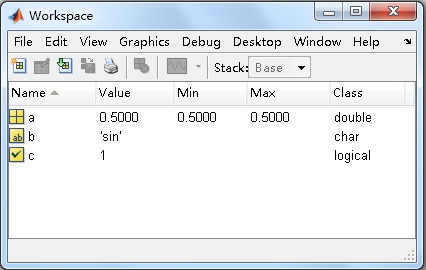 Workspace
File Edit View Graphics Debug Desktop Window Help
Stack: Base
Name Value Min Max Class
a 0.5000 0.5000 0.5000 double
ab b 'sin' char
c 1 logical